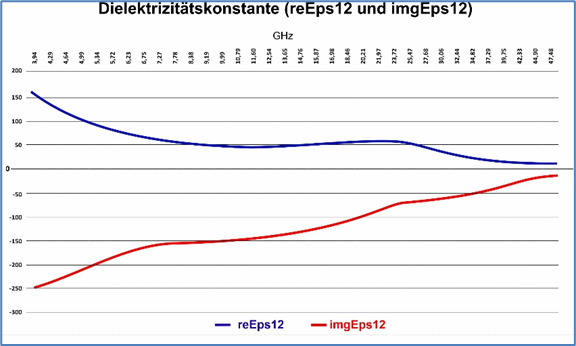 Dielektrizitätskonstante (reEps12 und imgEps12)
GHz
3,94 4,29 4,64 4,99 5,34 5,72 6,23 6,75 7,27 7,78 8,38 9,19 9,99 10,79 11,60 12,54 13,65 14,76 15,87 16,98 18,46 20,21 21,97 23,72 25,47 27,68 30,06 32,44 34,82 37,29 39,75 42,33 44,90 47,48
200
150
100
50
0
-50
-100
-150
-200
-250
-300
reEps12 imgEps12